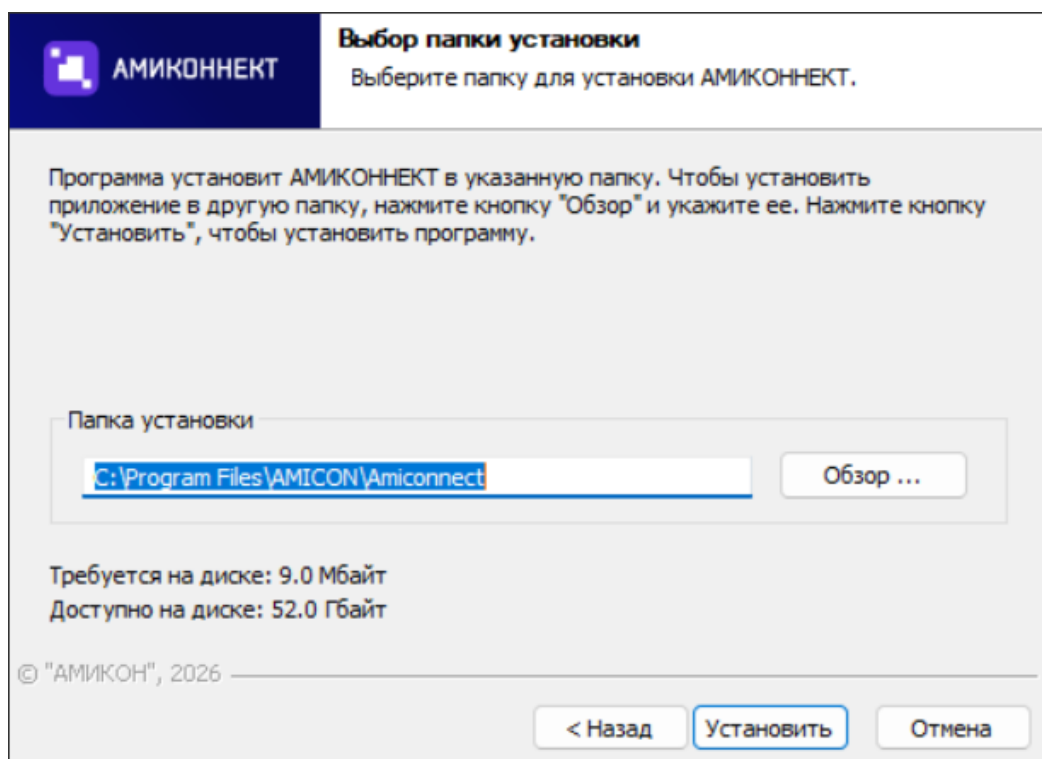 АМИКОННЕКТ
Выбор папки установки
Выберите папку для установки АМИКОННЕКТ.
Программа установит АМИКОННЕКТ в указанную папку. Чтобы установить
приложение в другую папку, нажмите кнопку "Обзор" и укажите ее. Нажмите кнопку
"Установить", чтобы установить программу.
Папка установки
C:\Program Files\AMICON\Amiconnect
Обзор ...
Требуется на диске: 9.0 Мбайт
Доступно на диске: 52.0 Гбайт
© "АМИКОН", 2026
< Назад
Установить
Отмена